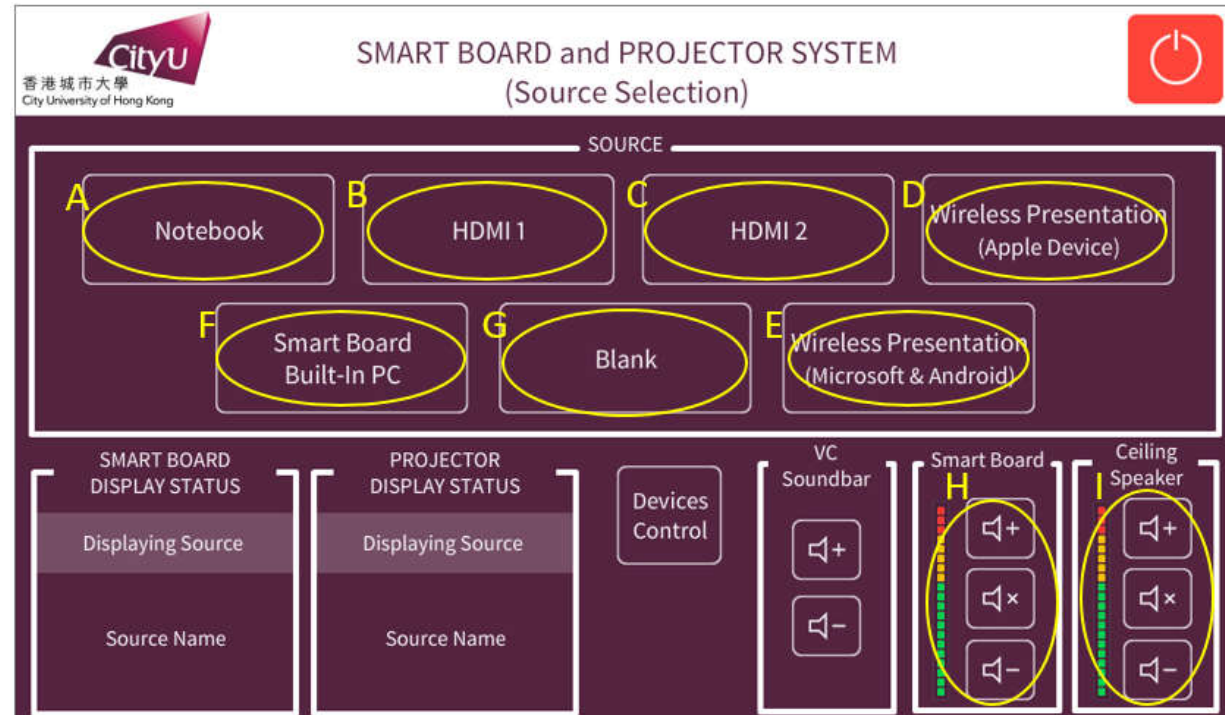 CityU
香港城市大學
City University of Hong Kong
SMART BOARD and PROJECTOR SYSTEM
(Source Selection)
SOURCE
A
Notebook
B
HDMI 1
C
HDMI 2
D
Wireless Presentation
(Apple Device)
F
Smart Board
Built-In PC
G
Blank
E
Wireless Presentation
(Microsoft & Android)
SMART BOARD
DISPLAY STATUS
Displaying Source
Source Name
PROJECTOR
DISPLAY STATUS
Displaying Source
Source Name
Devices
Control
VC
Soundbar
Smart Board
H
Ceiling
Speaker
I